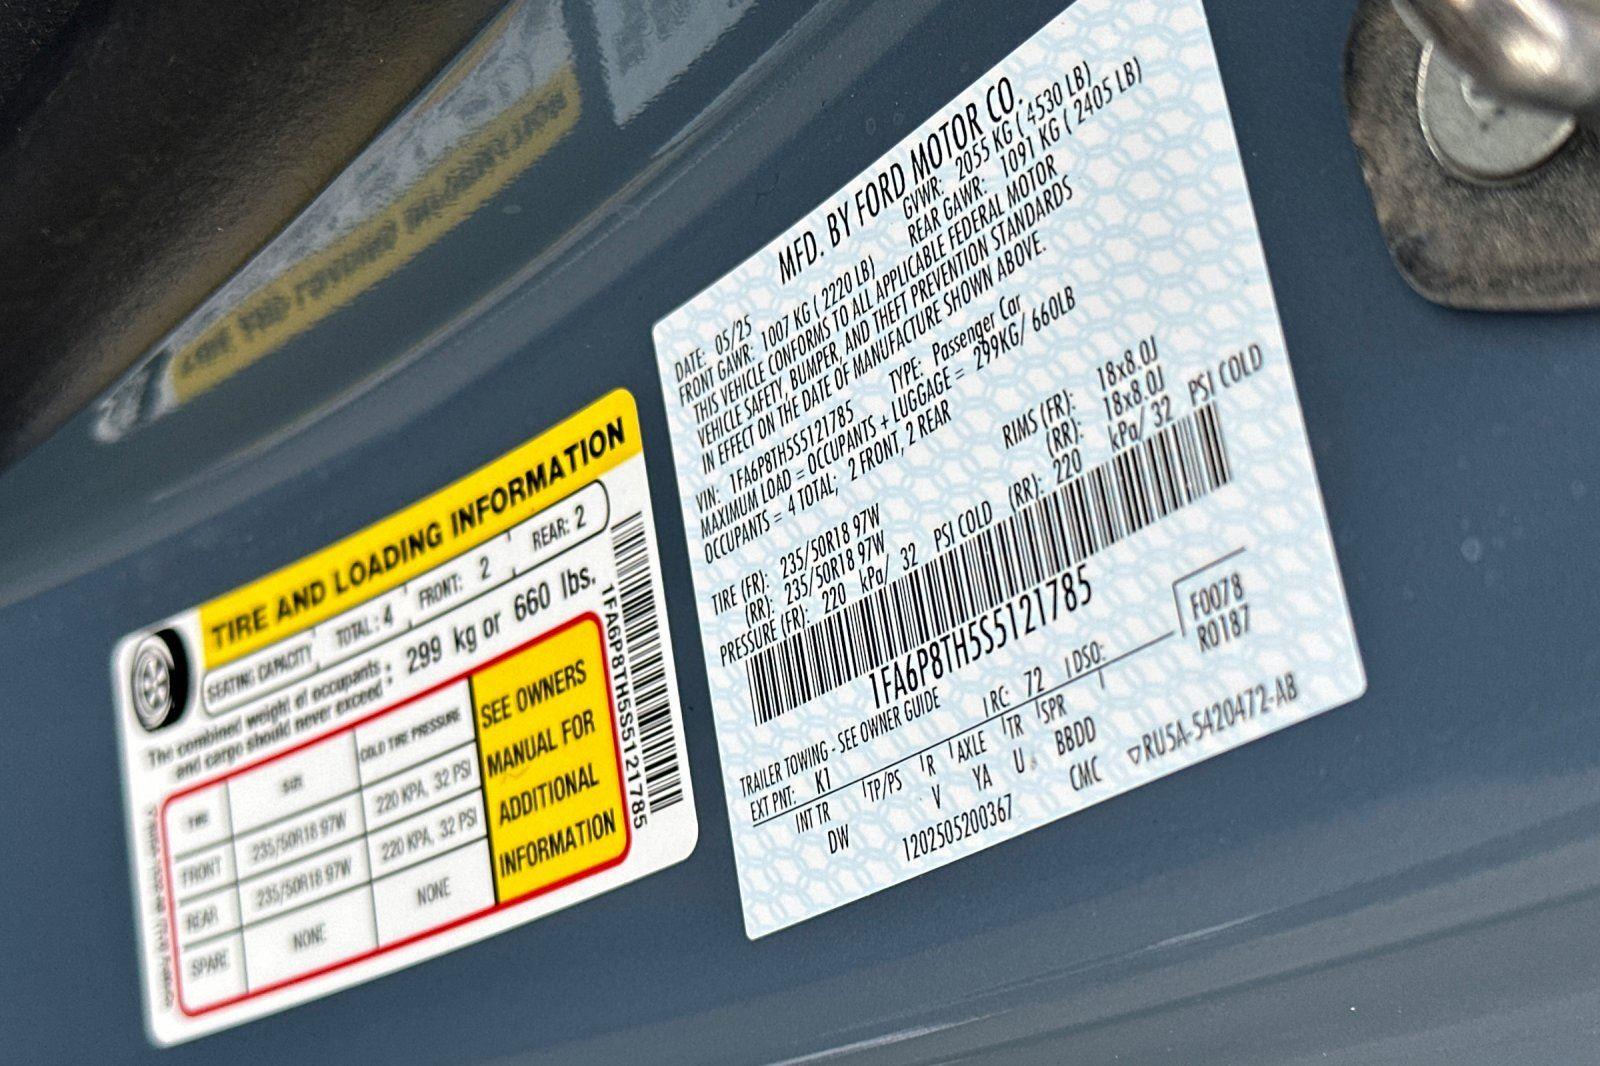 TIRE AND LOADING INFORMATION
SEATING CAPACITY TOTAL: 4 FRONT: 2 REAR: 2
The combined weight of occupants
and cargo should never exceed: 299 kg or 660 lbs.
TIRE SIZE COLD TIRE PRESSURE
FRONT 235/50R18 97W 220 KPA, 32 PSI
REAR 235/50R18 97W 220 KPA, 32 PSI
SPARE NONE NONE
SEE OWNERS
MANUAL FOR
ADDITIONAL
INFORMATION
1FA6P8TH5S5121785
MFD. BY FORD MOTOR CO.
DATE: 05/25 GVWR: 2055 KG ( 4530 LB)
FRONT GAWR: 1007 KG ( 2220 LB) REAR GAWR: 1091 KG ( 2405 LB)
THIS VEHICLE CONFORMS TO ALL APPLICABLE FEDERAL MOTOR
VEHICLE SAFETY, BUMPER, AND THEFT PREVENTION STANDARDS
IN EFFECT ON THE DATE OF MANUFACTURE SHOWN ABOVE.
VIN: 1FA6P8TH5S5121785 TYPE: Passenger Car
MAXIMUM LOAD = OCCUPANTS + LUGGAGE = 299KG/ 660LB
OCCUPANTS = 4 TOTAL; 2 FRONT, 2 REAR
TIRE (FR): 235/50R18 97W RIMS (FR): 18x8.0J
(RR): 235/50R18 97W (RR): 18x8.0J
PRESSURE (FR): 220 kPa/ 32 PSI COLD (RR): 220 kPa/ 32 PSI COLD
1FA6P8TH5S5121785
TRAILER TOWING - SEE OWNER GUIDE F0078
EXT PNT: K1 RC: 72 DSO: R0187
INT TR TP/PS R AXLE TR SPR
DW V YA U BBDD
1202505200367 CMC ▽RU5A-5420472-AB